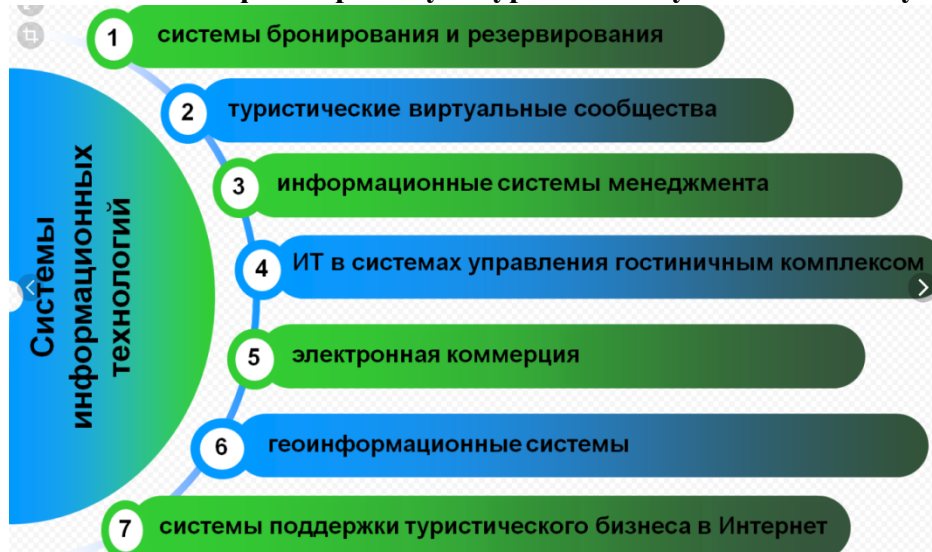 Системы
информационных
технологий
1
системы бронирования и резервирования
2
туристические виртуальные сообщества
3
информационные системы менеджмента
4
ИТ в системах управления гостиничным комплексом
5
электронная коммерция
6
геоинформационные системы
7
системы поддержки туристического бизнеса в Интернет